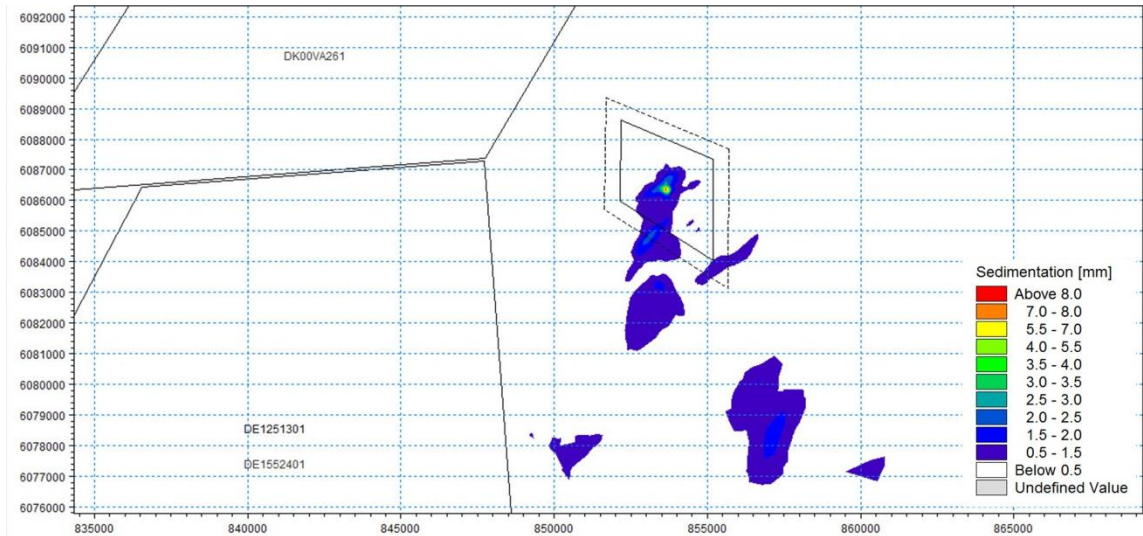 6092000
6091000
6090000
6089000
6088000
6087000
6086000
6085000
6084000
6083000
6082000
6081000
6080000
6079000
6078000
6077000
6076000
DK00VA261
DE1251301
DE1552401
Sedimentation [mm]
Above 8.0
7.0 - 8.0
5.5 - 7.0
4.0 - 5.5
3.5 - 4.0
3.0 - 3.5
2.5 - 3.0
2.0 - 2.5
1.5 - 2.0
0.5 - 1.5
Below 0.5
Undefined Value
835000 840000 845000 850000 855000 860000 865000